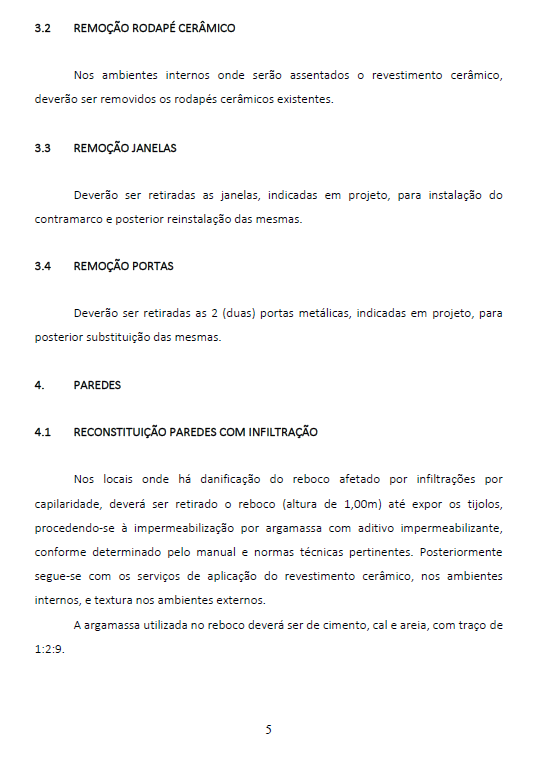 3.2 REMOÇÃO RODAPÉ CERÂMICO
Nos ambientes internos onde serão assentados o revestimento cerâmico,
deverão ser removidos os rodapés cerâmicos existentes.
3.3 REMOÇÃO JANELAS
Deverão ser retiradas as janelas, indicadas em projeto, para instalação do
contramarco e posterior reinstalação das mesmas.
3.4 REMOÇÃO PORTAS
Deverão ser retiradas as 2 (duas) portas metálicas, indicadas em projeto, para
posterior substituição das mesmas.
4. PAREDES
4.1 RECONSTITUIÇÃO PAREDES COM INFILTRAÇÃO
Nos locais onde há danificação do reboco afetado por infiltrações por
capilaridade, deverá ser retirado o reboco (altura de 1,00m) até expor os tijolos,
procedendo-se à impermeabilização por argamassa com aditivo impermeabilizante,
conforme determinado pelo manual e normas técnicas pertinentes. Posteriormente
segue-se com os serviços de aplicação do revestimento cerâmico, nos ambientes
internos, e textura nos ambientes externos.
A argamassa utilizada no reboco deverá ser de cimento, cal e areia, com traço de
1:2:9.
5